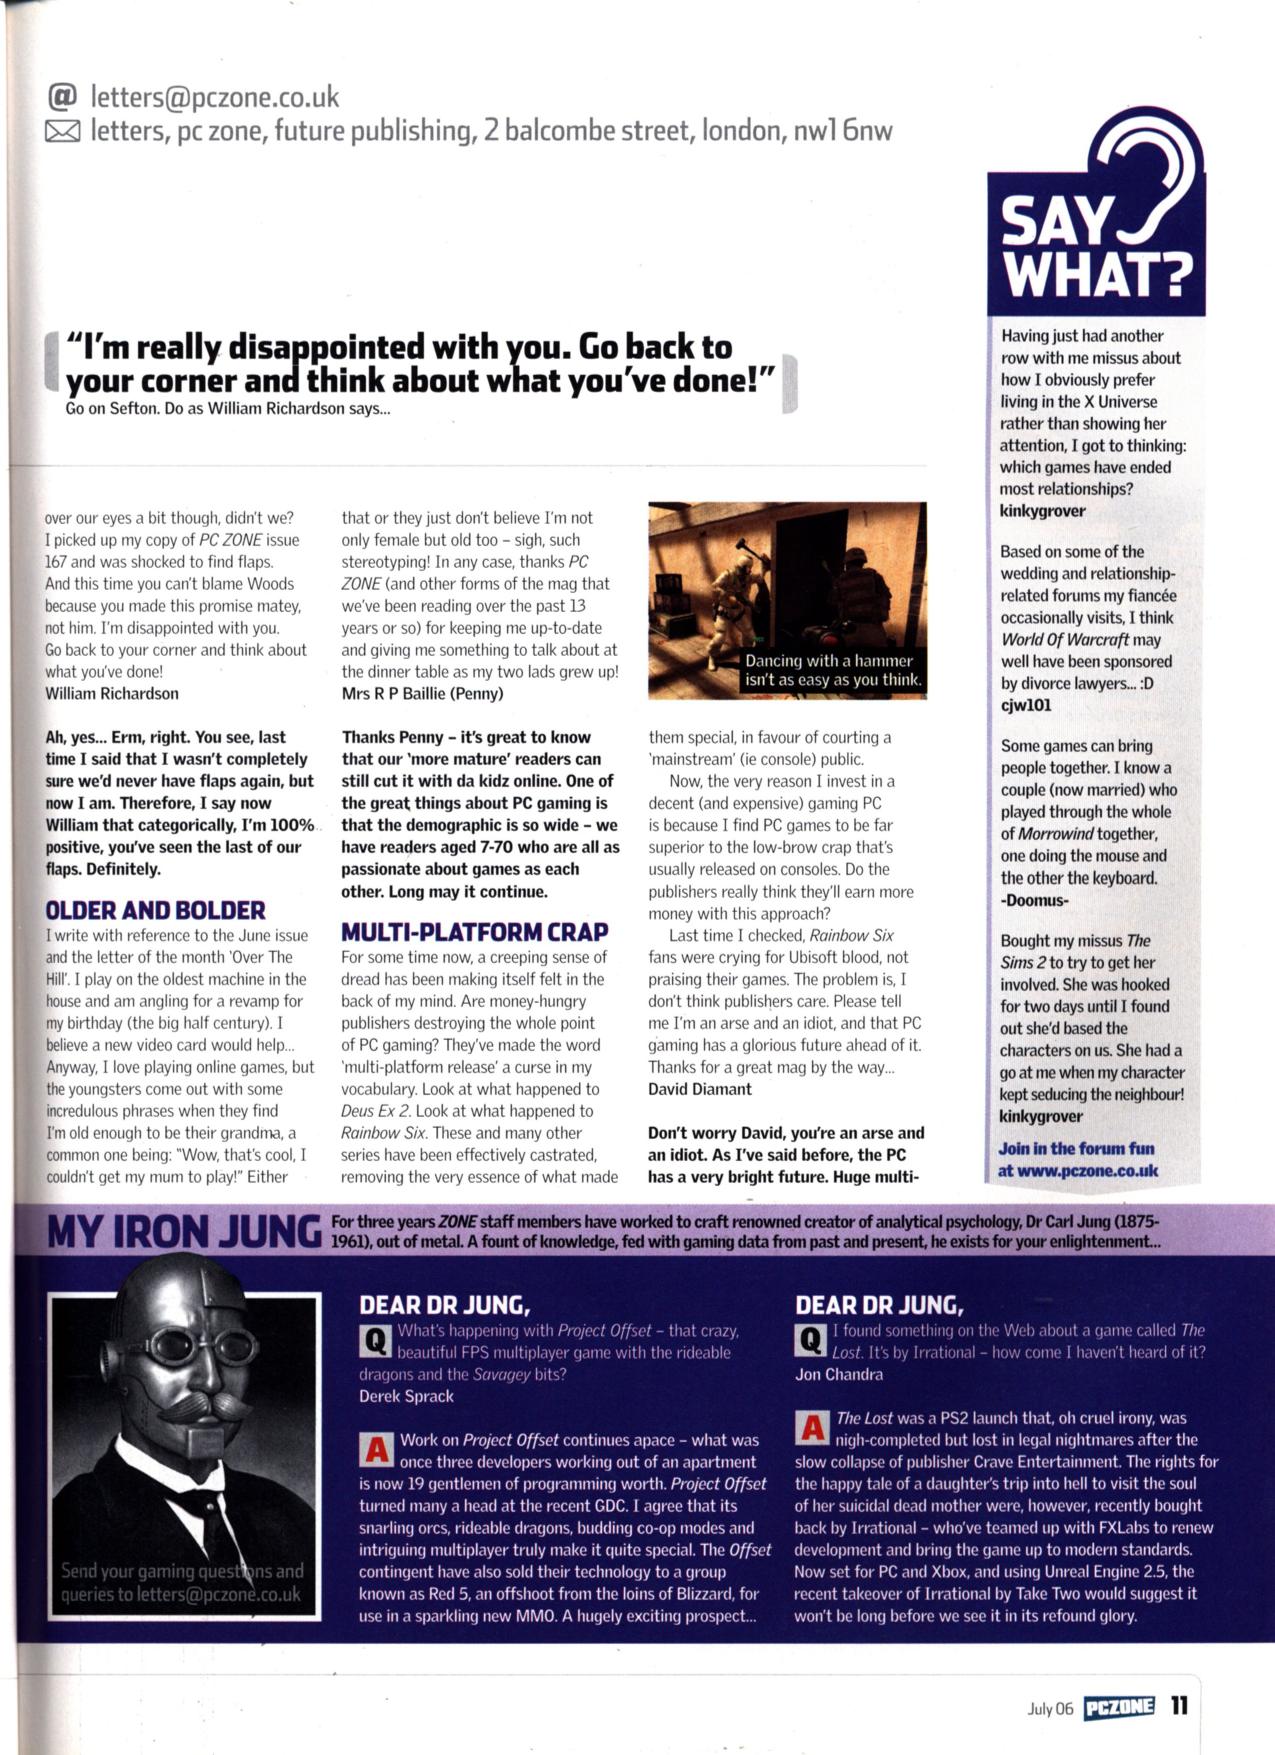 @ letters@pczone.co.uk
letters, pc zone, future publishing, 2 balcombe street, london, nw1 6nw
"I'm really disappointed with you. Go back to
your corner and think about what you've done!"
Go on Sefton. Do as William Richardson says...
over our eyes a bit though, didn't we?
I picked up my copy of PC ZONE issue
167 and was shocked to find flaps.
And this time you can't blame Woods
because you made this promise matey,
not him. I'm disappointed with you.
Go back to your corner and think about
what you've done!
William Richardson
Ah, yes... Erm, right. You see, last
time I said that I wasn't completely
sure we'd never have flaps again, but
now I am. Therefore, I say now
William that categorically, I'm 100%
positive, you've seen the last of our
flaps. Definitely.
OLDER AND BOLDER
I write with reference to the June issue
and the letter of the month 'Over The
Hill'. I play on the oldest machine in the
house and am angling for a revamp for
my birthday (the big half century). I
believe a new video card would help...
Anyway, I love playing online games, but
the youngsters come out with some
incredulous phrases when they find
I'm old enough to be their grandma, a
common one being: "Wow, that's cool, I
couldn't get my mum to play!" Either
that or they just don't believe I'm not
only female but old too – sigh, such
stereotyping! In any case, thanks PC
ZONE (and other forms of the mag that
we've been reading over the past 13
years or so) for keeping me up-to-date
and giving me something to talk about at
the dinner table as my two lads grew up!
Mrs R P Baillie (Penny)
Thanks Penny – it's great to know
that our 'more mature' readers can
still cut it with da kidz online. One of
the great things about PC gaming is
that the demographic is so wide – we
have readers aged 7-70 who are all as
passionate about games as each
other. Long may it continue.
MULTI-PLATFORM CRAP
For some time now, a creeping sense of
dread has been making itself felt in the
back of my mind. Are money-hungry
publishers destroying the whole point
of PC gaming? They've made the word
'multi-platform release' a curse in my
vocabulary. Look at what happened to
Deus Ex 2. Look at what happened to
Rainbow Six. These and many other
series have been effectively castrated,
removing the very essence of what made
Dancing with a hammer
isn't as easy as you think.
them special, in favour of courting a
'mainstream' (ie console) public.
Now, the very reason I invest in a
decent (and expensive) gaming PC
is because I find PC games to be far
superior to the low-brow crap that's
usually released on consoles. Do the
publishers really think they'll earn more
money with this approach?
Last time I checked, Rainbow Six
fans were crying for Ubisoft blood, not
praising their games. The problem is, I
don't think publishers care. Please tell
me I'm an arse and an idiot, and that PC
gaming has a glorious future ahead of it.
Thanks for a great mag by the way...
David Diamant
Don't worry David, you're an arse and
an idiot. As I've said before, the PC
has a very bright future. Huge multi-
SAY
WHAT?
Having just had another
row with me missus about
how I obviously prefer
living in the X Universe
rather than showing her
attention, I got to thinking:
which games have ended
most relationships?
kinkygrover
Based on some of the
wedding and relationship-
related forums my fiancée
occasionally visits, I think
World Of Warcraft may
well have been sponsored
by divorce lawyers... :D
cjw101
Some games can bring
people together. I know a
couple (now married) who
played through the whole
of Morrowind together,
one doing the mouse and
the other the keyboard.
-Doomus-
Bought my missus The
Sims 2 to try to get her
involved. She was hooked
for two days until I found
out she'd based the
characters on us. She had a
go at me when my character
kept seducing the neighbour!
kinkygrover
Join in the forum fun
at www.pczone.co.uk
MY IRON JUNG
For three years ZONE staff members have worked to craft renowned creator of analytical psychology, Dr Carl Jung (1875-
1961), out of metal. A fount of knowledge, fed with gaming data from past and present, he exists for your enlightenment...
Send your gaming questions and
queries to letters@pczone.co.uk
DEAR DR JUNG,
Q What's happening with Project Offset – that crazy,
beautiful FPS multiplayer game with the rideable
dragons and the Savagey bits?
Derek Sprack
A Work on Project Offset continues apace – what was
once three developers working out of an apartment
is now 19 gentlemen of programming worth. Project Offset
turned many a head at the recent GDC. I agree that its
snarling orcs, rideable dragons, budding co-op modes and
intriguing multiplayer truly make it quite special. The Offset
contingent have also sold their technology to a group
known as Red 5, an offshoot from the loins of Blizzard, for
use in a sparkling new MMO. A hugely exciting prospect...
DEAR DR JUNG,
Q I found something on the Web about a game called The
Lost. It's by Irrational – how come I haven't heard of it?
Jon Chandra
A The Lost was a PS2 launch that, oh cruel irony, was
nigh-completed but lost in legal nightmares after the
slow collapse of publisher Crave Entertainment. The rights for
the happy tale of a daughter's trip into hell to visit the soul
of her suicidal dead mother were, however, recently bought
back by Irrational – who've teamed up with FXLabs to renew
development and bring the game up to modern standards.
Now set for PC and Xbox, and using Unreal Engine 2.5, the
recent takeover of Irrational by Take Two would suggest it
won't be long before we see it in its refound glory.
July 06 PCZONE 11